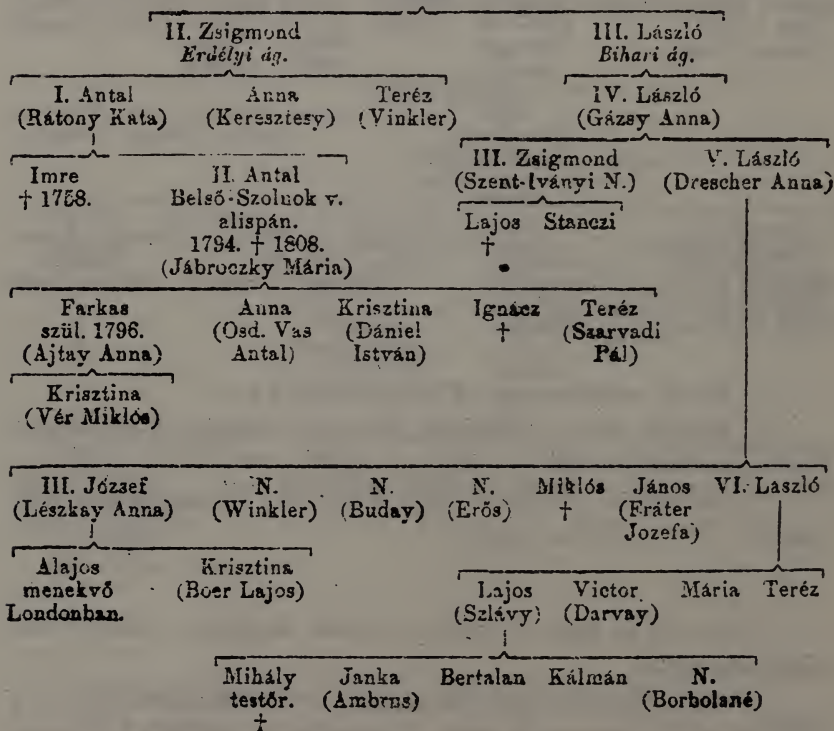 II. Zsigmond III. László
Erdélyi ág. Bihari ág.
I. Antal Anna Teréz IV. László
(Rátony Kata) (Keresztesy) (Vinkler) (Gázsy Anna)
III. Zsigmond V. László
(Szent-Iványi N.) (Drescher Anna)
Imre II. Antal
† 1758. Belső-Szolnok v.
alispán.
1794. † 1808.
(Jábroczky Mária)
Lajos Stanczi
†
Farkas Anna Krisztina Ignácz Teréz
szül. 1796. (Osd. Vas (Dániel † (Szarvadi
(Ajtay Anna) Antal) István) Pál)
Krisztina
(Vér Miklós)
III. József N. N. N. Miklós János VI. László
(Lészkay Anna) (Winkler) (Buday) (Erős) † (Fráter
Jozefa)
Alajos Krisztina
menekvő (Boer Lajos)
Londonban.
Lajos Victor Mária Teréz
(Szlávy) (Darvay)
Mihály Janka Bertalan Kálmán N.
testőr. (Ambrus) (Borbolané)
†